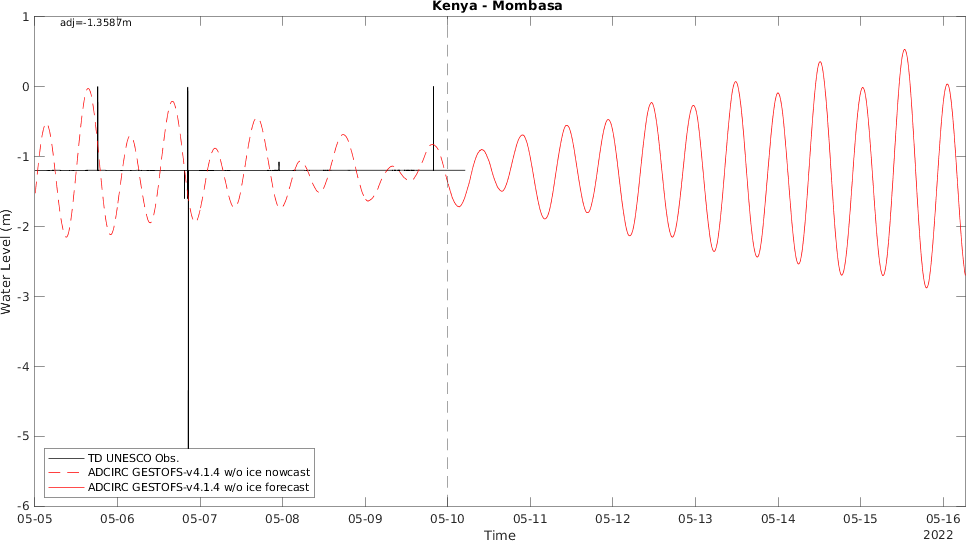 Kenya - Mombasa
adj=-1.3587m
1
0
-1
-2
-3
-4
-5
-6
Water Level (m)
TD UNESCO Obs.
ADCIRC GESTOFS-v4.1.4 w/o ice nowcast
ADCIRC GESTOFS-v4.1.4 w/o ice forecast
05-05 05-06 05-07 05-08 05-09 05-10 05-11 05-12 05-13 05-14 05-15 05-16
Time
2022